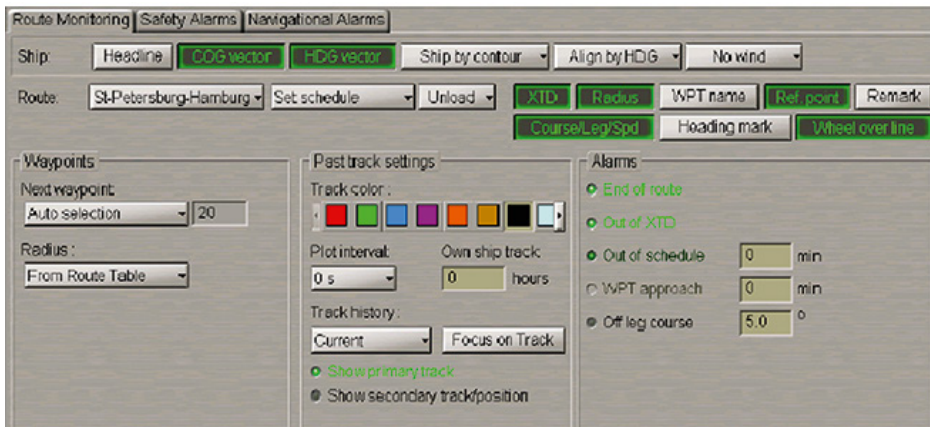 Route Monitoring Safety Alarms Navigational Alarms
Ship: Headline COG vector HDG vector Ship by contour Align by HDG No wind
Route: St-Petersburg-Hamburg Set schedule Unload XTD Radius WPT name Ref. point Remark
Course/Leg/Spd Heading mark Wheel over line
Waypoints
Next waypoint:
Auto selection 20
Radius :
From Route Table
Past track settings
Track color :
Plot interval: Own ship track:
0 s 0 hours
Track history :
Current Focus on Track
Show primary track
Show secondary track/position
Alarms
End of route
Out of XTD
Out of schedule 0 min
WPT approach 0 min
Off leg course 5.0 °